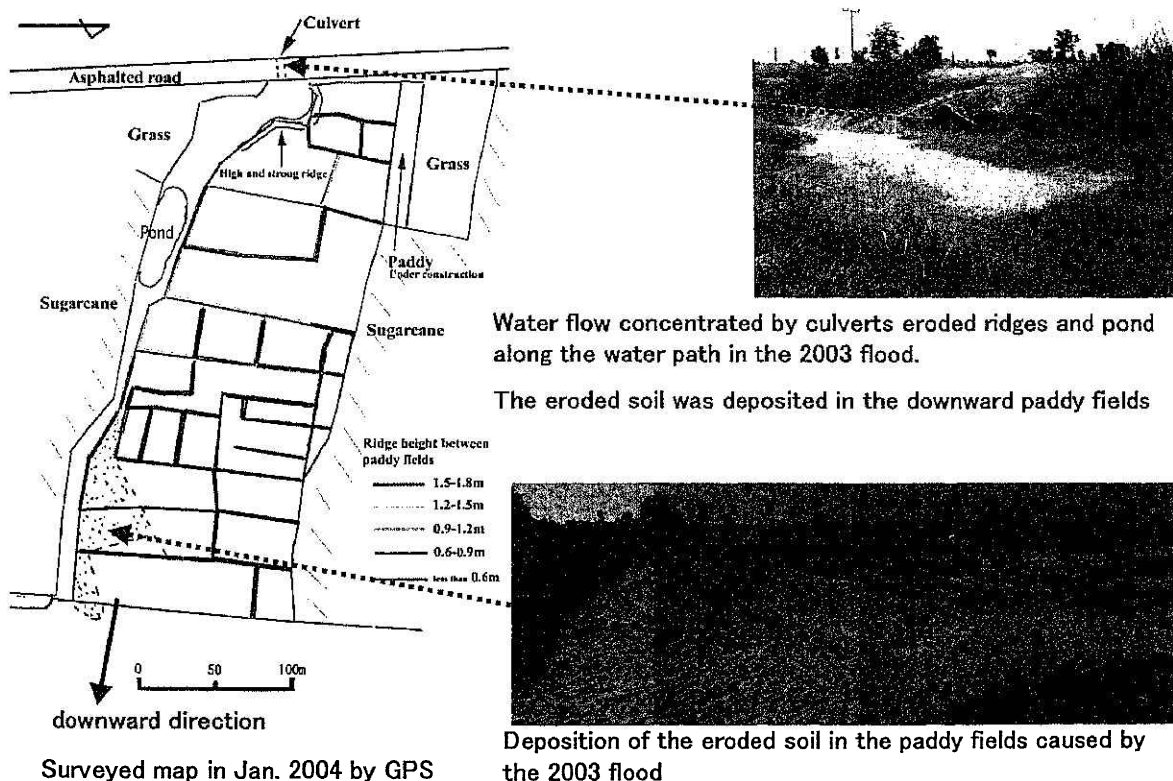 Culvert
Asphalted road
Grass
High and strong ridge
Grass
Pond
Paddy
Under construction
Sugarcane
Sugarcane
Water flow concentrated by culverts eroded ridges and pond
along the water path in the 2003 flood.
The eroded soil was deposited in the downward paddy fields
Ridge height between
paddy fields
1.5-1.8m
1.2-1.5m
0.9-1.2m
0.6-0.9m
less than 0.6m
0 50 100m
downward direction
Surveyed map in Jan. 2004 by GPS
Deposition of the eroded soil in the paddy fields caused by
the 2003 flood